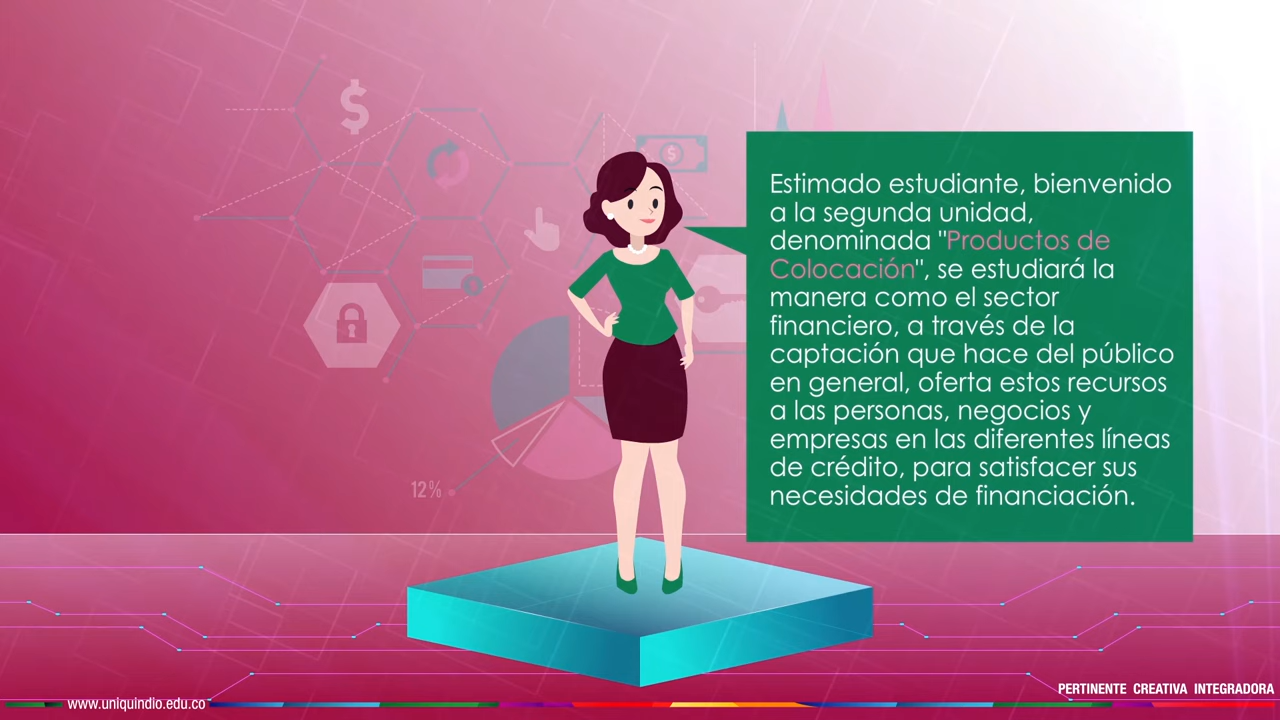 Estimado estudiante, bienvenido
a la segunda unidad,
denominada "Productos de
Colocación", se estudiará la
manera como el sector
financiero, a través de la
captación que hace del público
en general, oferta estos recursos
a las personas, negocios y
empresas en las diferentes líneas
de crédito, para satisfacer sus
necesidades de financiación.
$
$
12%
PERTINENTE CREATIVA INTEGRADORA
www.uniquindio.edu.co